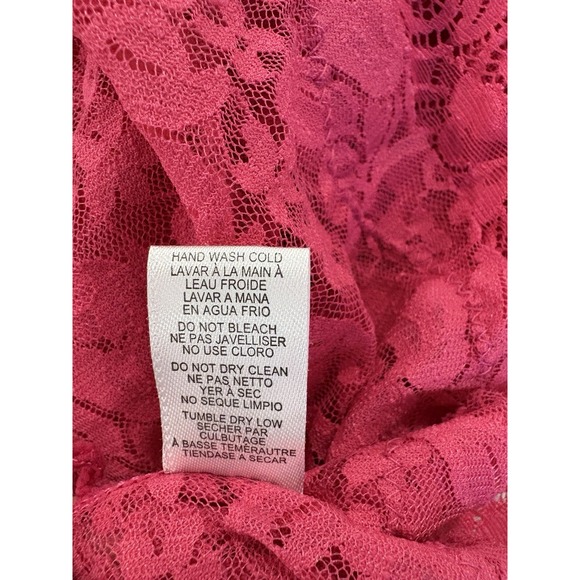 HAND WASH COLD
LAVAR À LA MAIN À
LEAU FROIDE
LAVAR A MANA
EN AGUA FRIO
DO NOT BLEACH
NE PAS JAVELLISER
NO USE CLORO
DO NOT DRY CLEAN
NE PAS NETTO
YER À SEC
NO SEQUE LIMPIO
TUMBLE DRY LOW
SECHER PAR
CULBUTAGE
À BASSE TEMÈRAUTRE
TIENDASE A SECAR